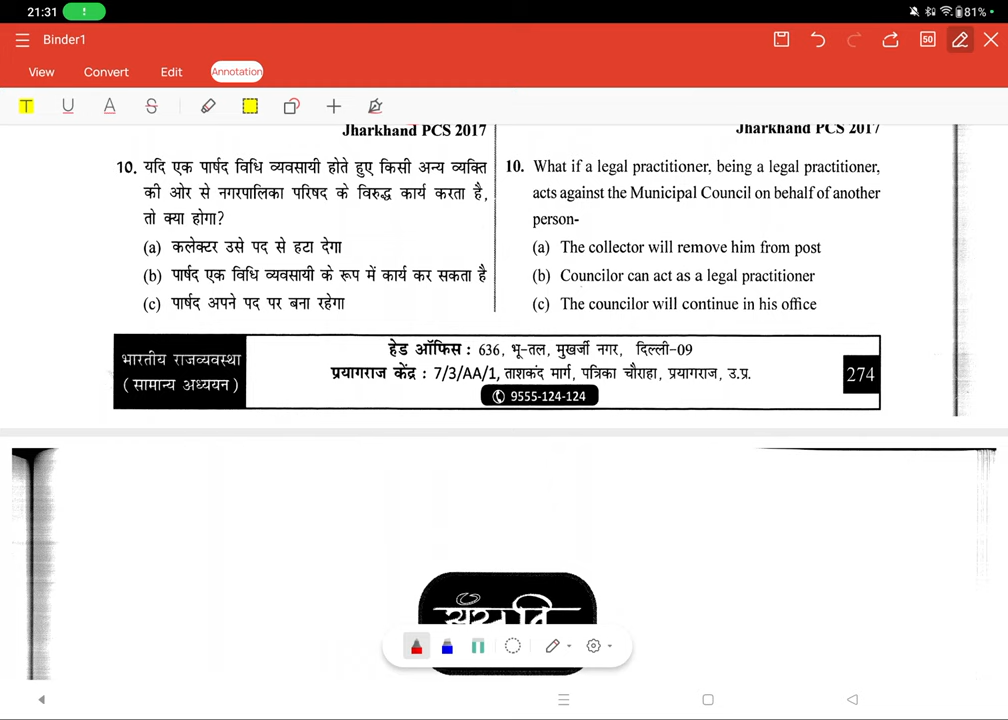 21:31
81%
Binder1
50
View
Convert
Edit
Annotation
T
U
A
S
Jharkhand PCS 2017
10. यदि एक पार्षद विधि व्यवसायी होते हुए किसी अन्य व्यक्ति
की ओर से नगरपालिका परिषद के विरुद्ध कार्य करता है,
तो क्या होगा?
(a) कलेक्टर उसे पद से हटा देगा
(b) पार्षद एक विधि व्यवसायी के रूप में कार्य कर सकता है
(c) पार्षद अपने पद पर बना रहेगा
Jharkhand PCS 2017
10. What if a legal practitioner, being a legal practitioner,
acts against the Municipal Council on behalf of another
person-
(a) The collector will remove him from post
(b) Councilor can act as a legal practitioner
(c) The councilor will continue in his office
भारतीय राजव्यवस्था
(सामान्य अध्ययन)
हेड ऑफिस : 636, भू-तल, मुखर्जी नगर, दिल्ली-09
प्रयागराज केंद्र : 7/3/AA/1, ताशकंद मार्ग, पत्रिका चौराहा, प्रयागराज, उ.प्र.
9555-124-124
274